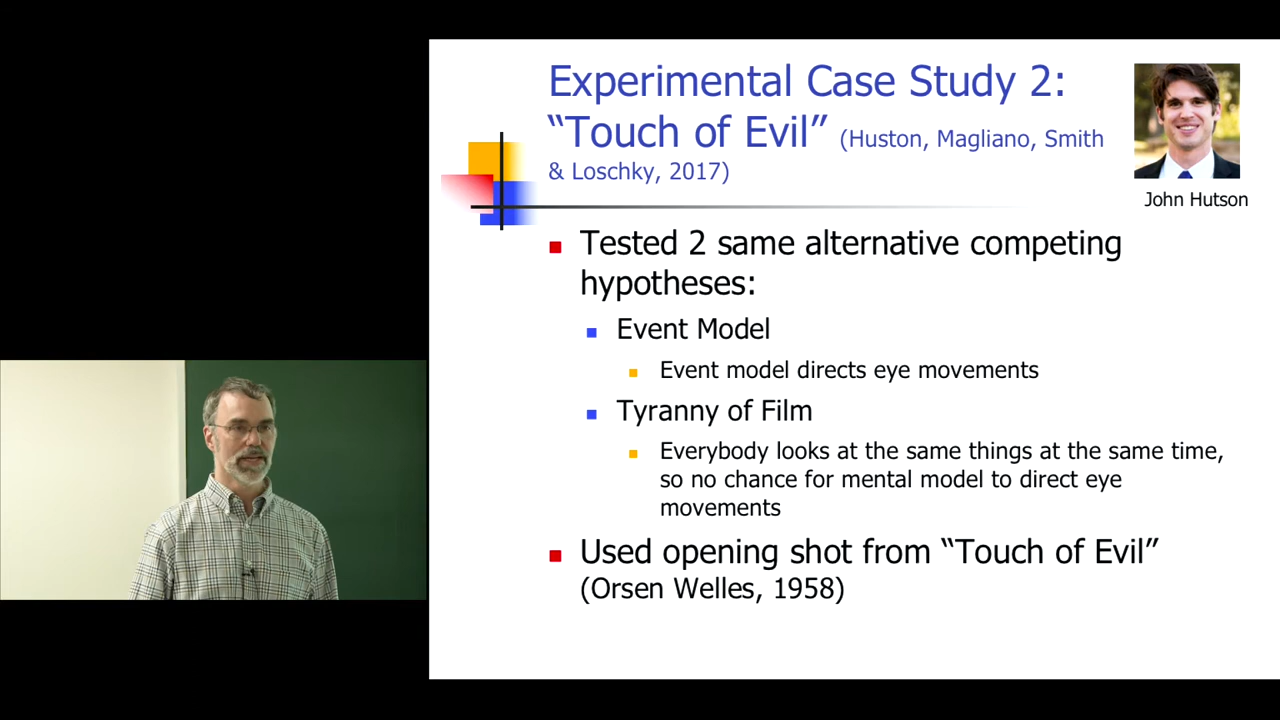 Experimental Case Study 2:
“Touch of Evil” (Huston, Magliano, Smith
& Loschky, 2017)
John Hutson
Tested 2 same alternative competing
hypotheses:
Event Model
Event model directs eye movements
Tyranny of Film
Everybody looks at the same things at the same time,
so no chance for mental model to direct eye
movements
Used opening shot from “Touch of Evil”
(Orsen Welles, 1958)